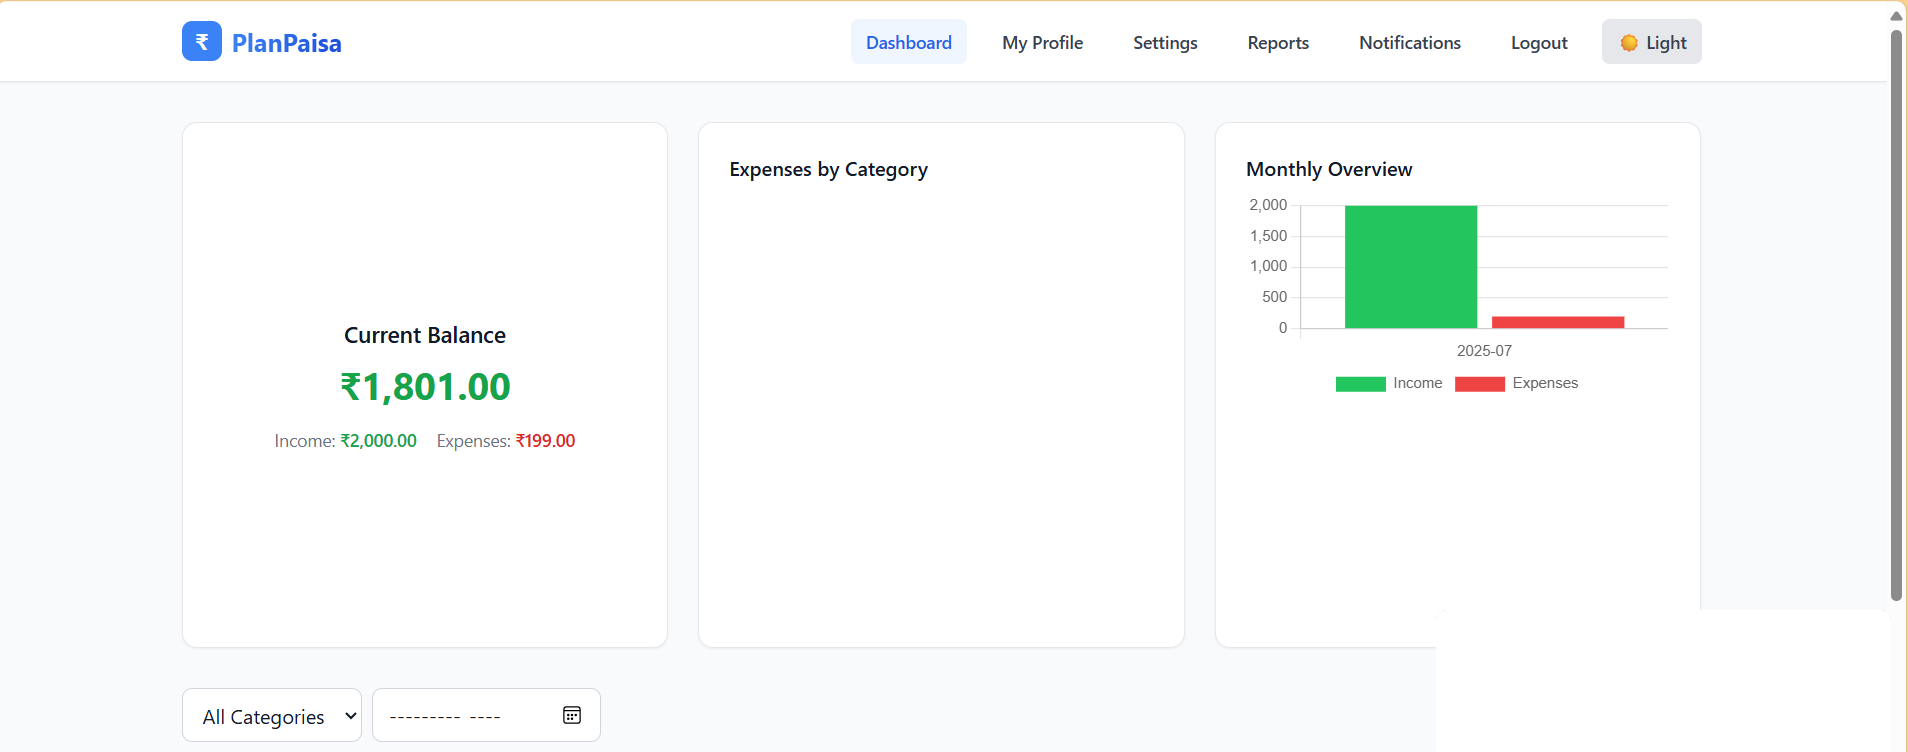 ₹ PlanPaisa
Dashboard My Profile Settings Reports Notifications Logout Light
Current Balance
₹1,801.00
Income: ₹2,000.00 Expenses: ₹199.00
Expenses by Category
Monthly Overview
2,000
1,500
1,000
500
0
2025-07
Income Expenses
All Categories
--------- ----